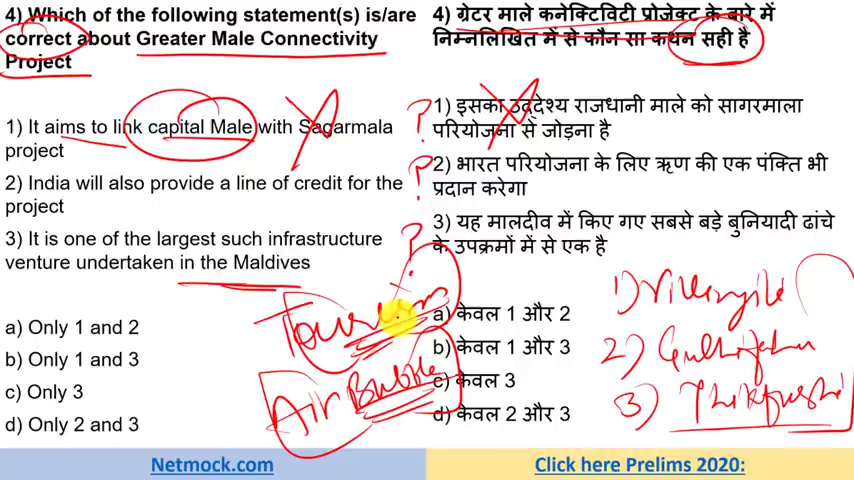 4) Which of the following statement(s) is/are
correct about Greater Male Connectivity
Project
1) It aims to link capital Male with Sagarmala
project
2) India will also provide a line of credit for the
project
3) It is one of the largest such infrastructure
venture undertaken in the Maldives
a) Only 1 and 2
b) Only 1 and 3
c) Only 3
d) Only 2 and 3
4) ग्रेटर माले कनेक्टिविटी प्रोजेक्ट के बारे में
निम्नलिखित में से कौन सा कथन सही है
1) इसका उद्देश्य राजधानी माले को सागरमाला
परियोजना से जोड़ना है
2) भारत परियोजना के लिए ऋण की एक पंक्ति भी
प्रदान करेगा
3) यह मालदीव में किए गए सबसे बड़े बुनियादी ढांचे
के उपक्रमों में से एक है
a) केवल 1 और 2
b) केवल 1 और 3
c) केवल 3
d) केवल 2 और 3
?
?
?
Tourism
Air Bubble
1)
2)
3)
Netmock.com
Click here Prelims 2020: